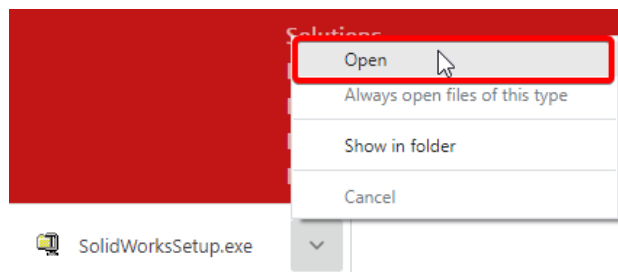 Solutions
Open
Always open files of this type
Show in folder
Cancel
SolidWorksSetup.exe